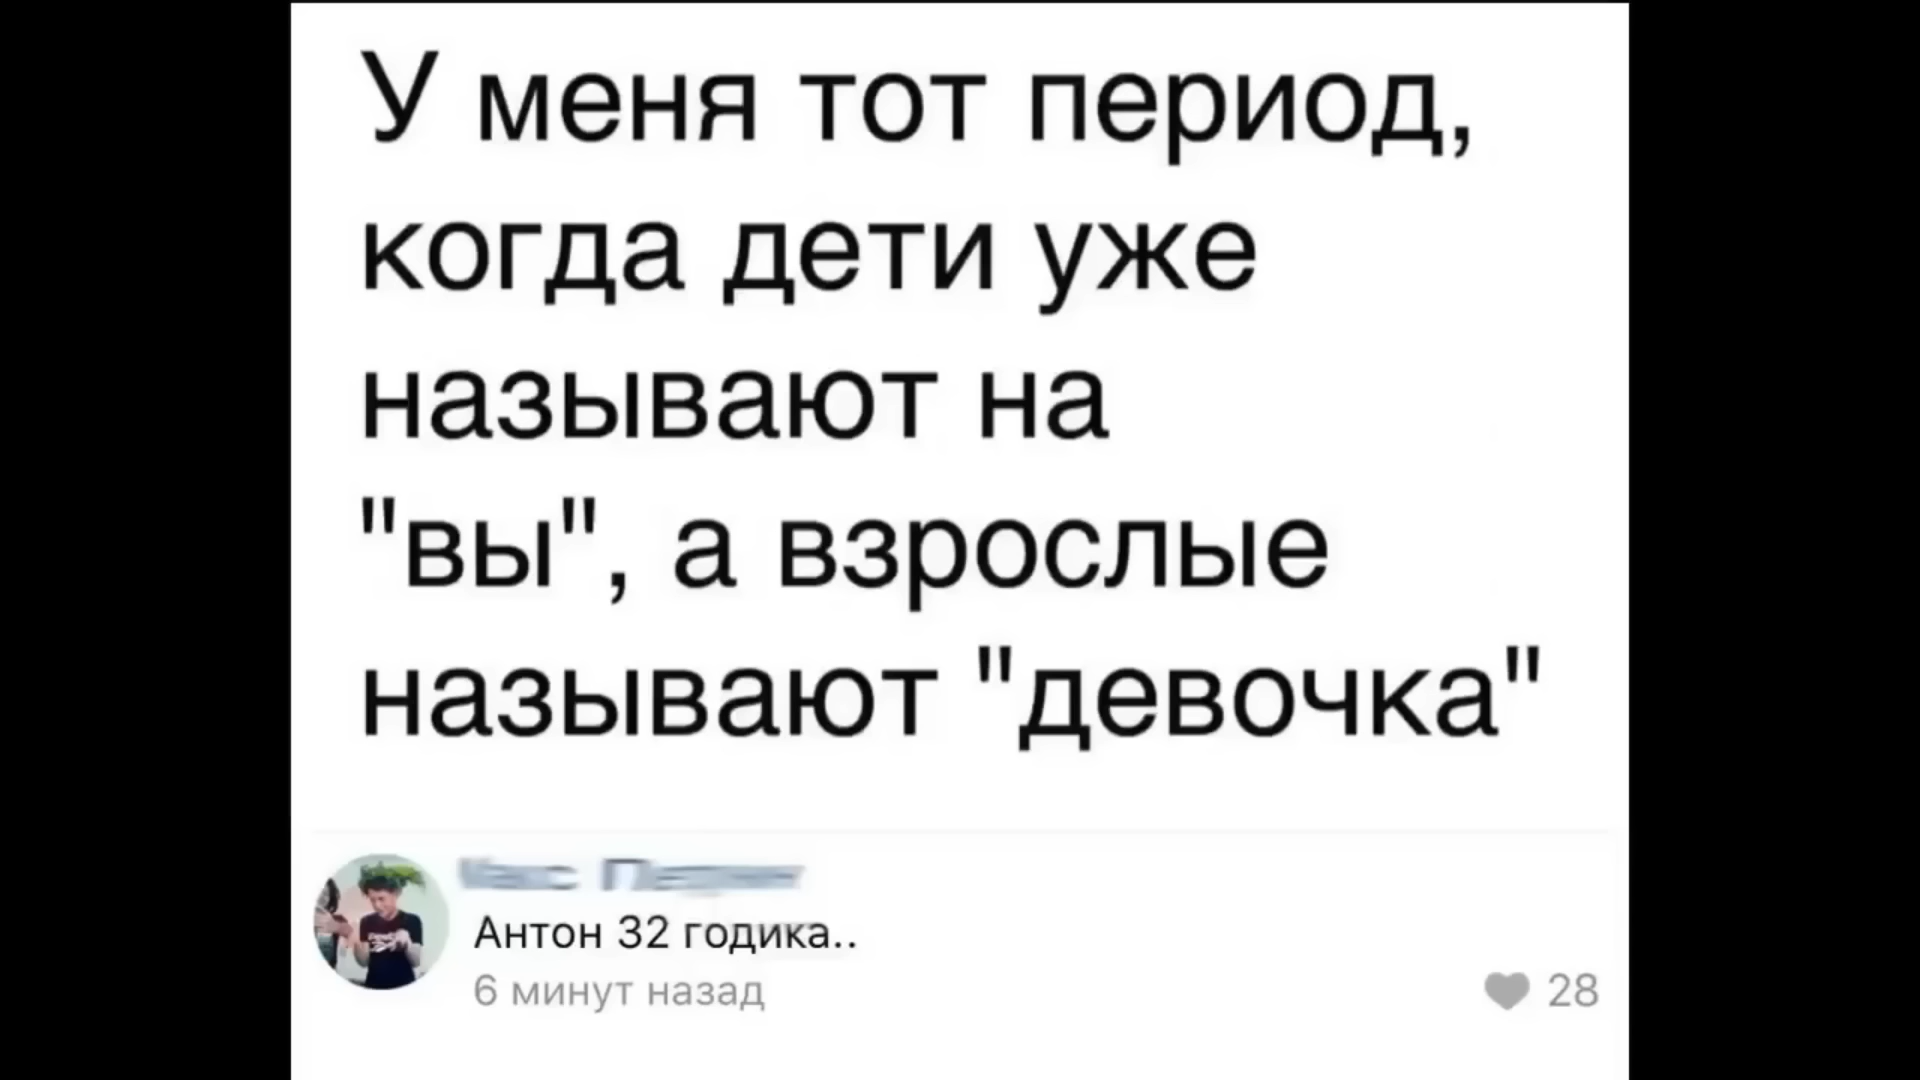 У меня тот период,
когда дети уже
называют на
"вы", а взрослые
называют "девочка"
Антон 32 годика..
6 минут назад
28